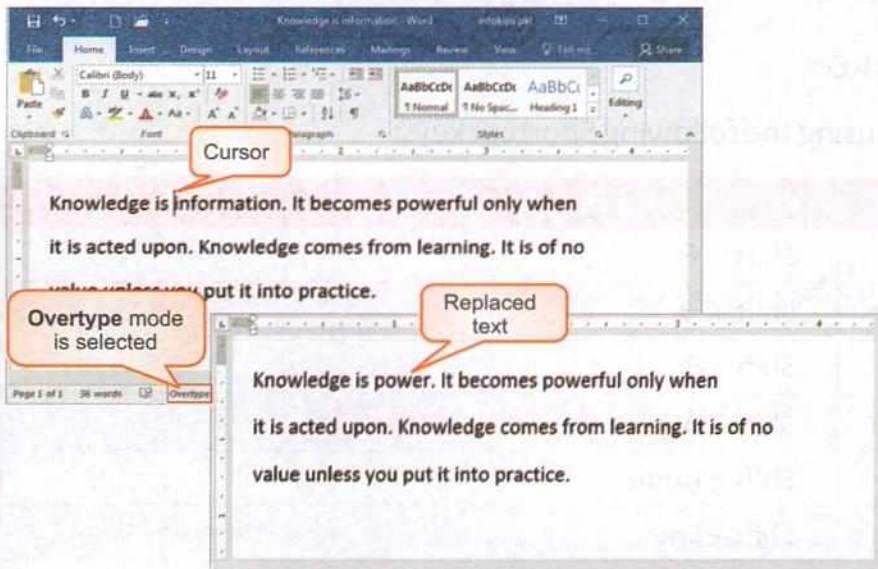 Knowledge is information - Word
File Home Insert Design Layout References Mailings Review View Tell me... Share
Calibri (Body) 11
AaBbCcDc AaBbCcDc AaBbCc
Paste
¶ Normal ¶ No Spac... Heading 1 Editing
Clipboard Font Paragraph Styles
Cursor
Knowledge is information. It becomes powerful only when
it is acted upon. Knowledge comes from learning. It is of no
value unless you put it into practice.
Overtype mode
is selected
Page 1 of 1 36 words Overtype
Replaced
text
Knowledge is power. It becomes powerful only when
it is acted upon. Knowledge comes from learning. It is of no
value unless you put it into practice.